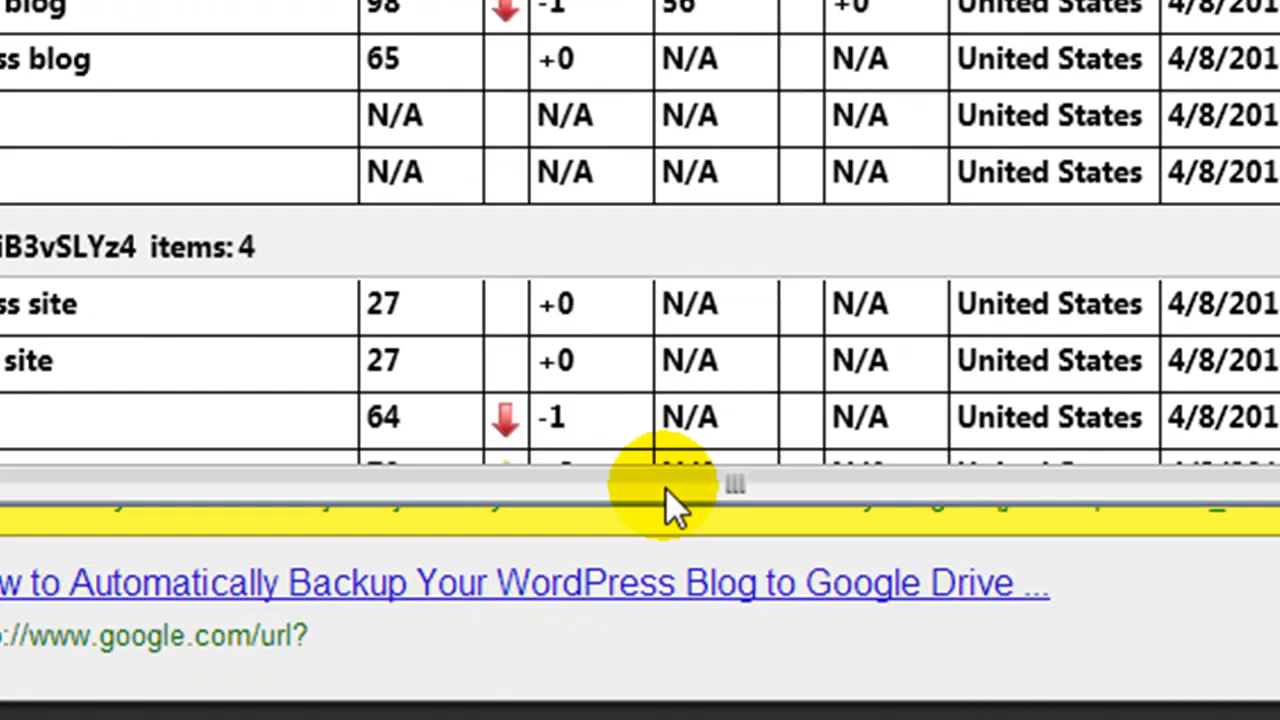 blog 98 -1 56 +0 United States 4/8/201
ss blog 65 +0 N/A N/A United States 4/8/201
N/A N/A N/A N/A United States 4/8/201
N/A N/A N/A N/A United States 4/8/201
iB3vSLYz4 items: 4
ss site 27 +0 N/A N/A United States 4/8/201
site 27 +0 N/A N/A United States 4/8/201
64 -1 N/A N/A United States 4/8/201
w to Automatically Backup Your WordPress Blog to Google Drive ...
://www.google.com/url?